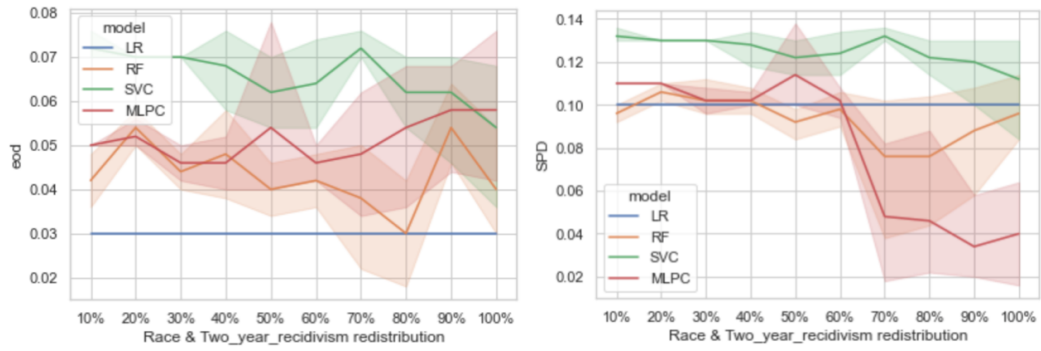 0.08
0.07
0.06
0.05
0.04
0.03
0.02
eod
model
LR
RF
SVC
MLPC
10% 20% 30% 40% 50% 60% 70% 80% 90% 100%
Race & Two_year_recidivism redistribution
0.14
0.12
0.10
0.08
0.06
0.04
0.02
SPD
model
LR
RF
SVC
MLPC
10% 20% 30% 40% 50% 60% 70% 80% 90% 100%
Race & Two_year_recidivism redistribution